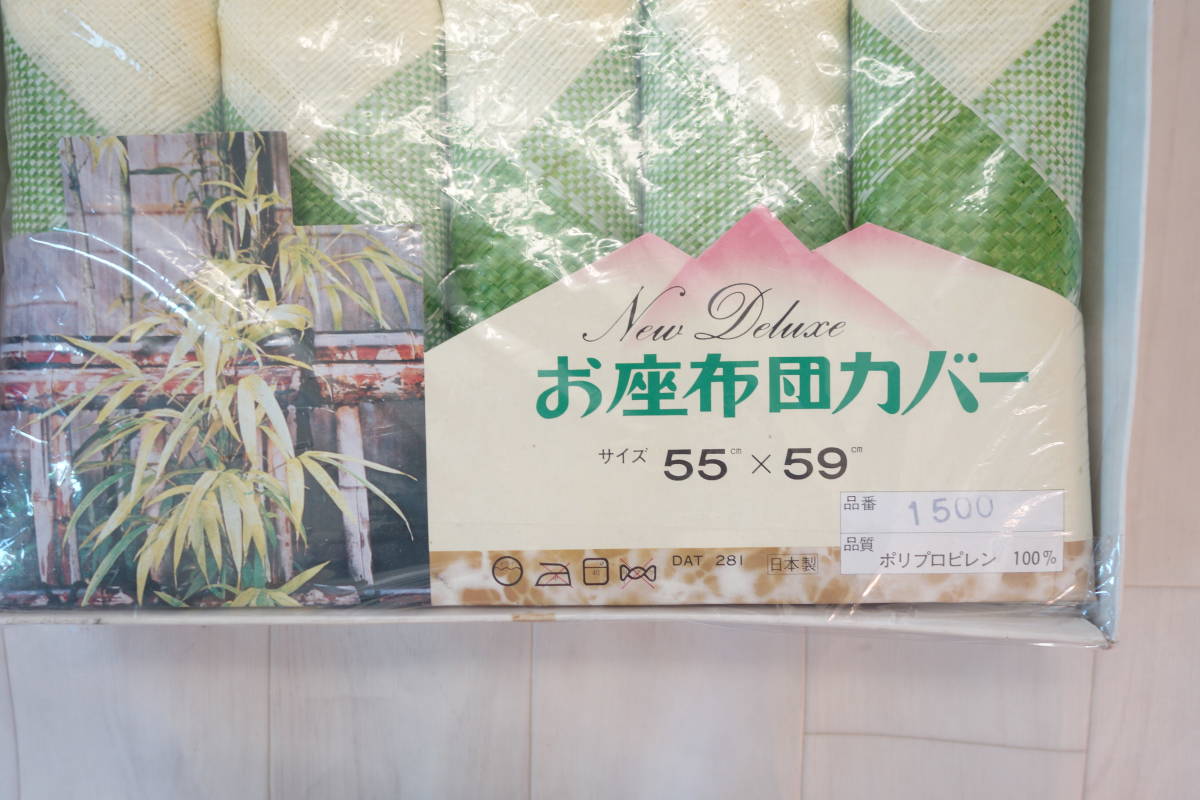 New Deluxe
お座布団カバー
サイズ 55cm × 59cm
品番 1500
品質 ポリプロピレン 100%
DAT 281 日本製